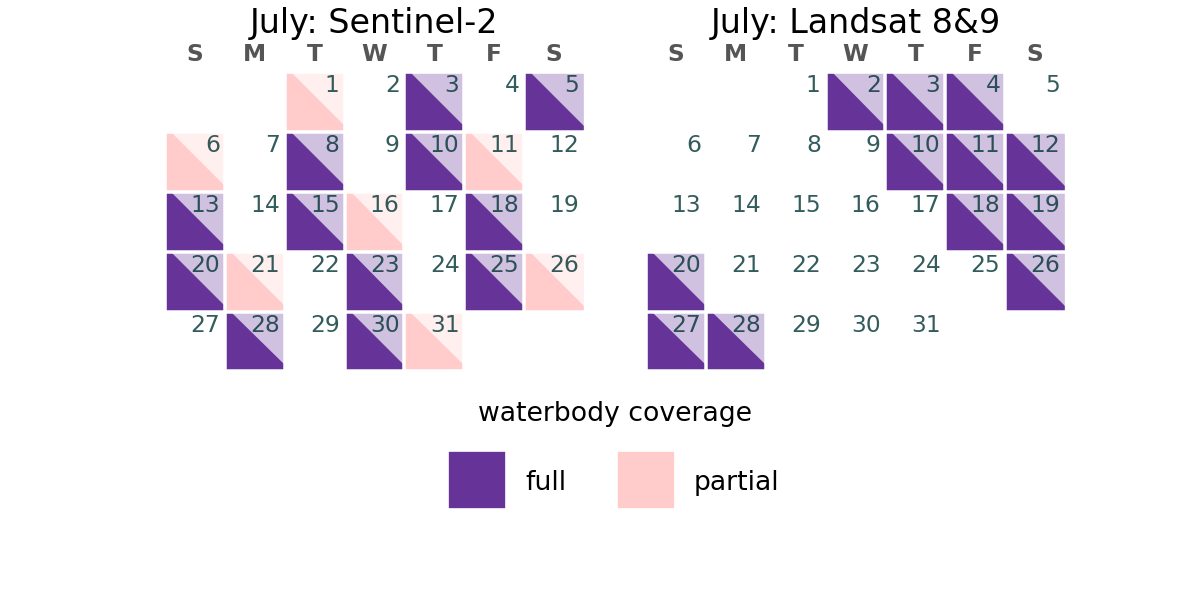 July: Sentinel-2
S M T W T F S
1 2 3 4 5
6 7 8 9 10 11 12
13 14 15 16 17 18 19
20 21 22 23 24 25 26
27 28 29 30 31
July: Landsat 8&9
S M T W T F S
1 2 3 4 5
6 7 8 9 10 11 12
13 14 15 16 17 18 19
20 21 22 23 24 25 26
27 28 29 30 31
waterbody coverage
full
partial